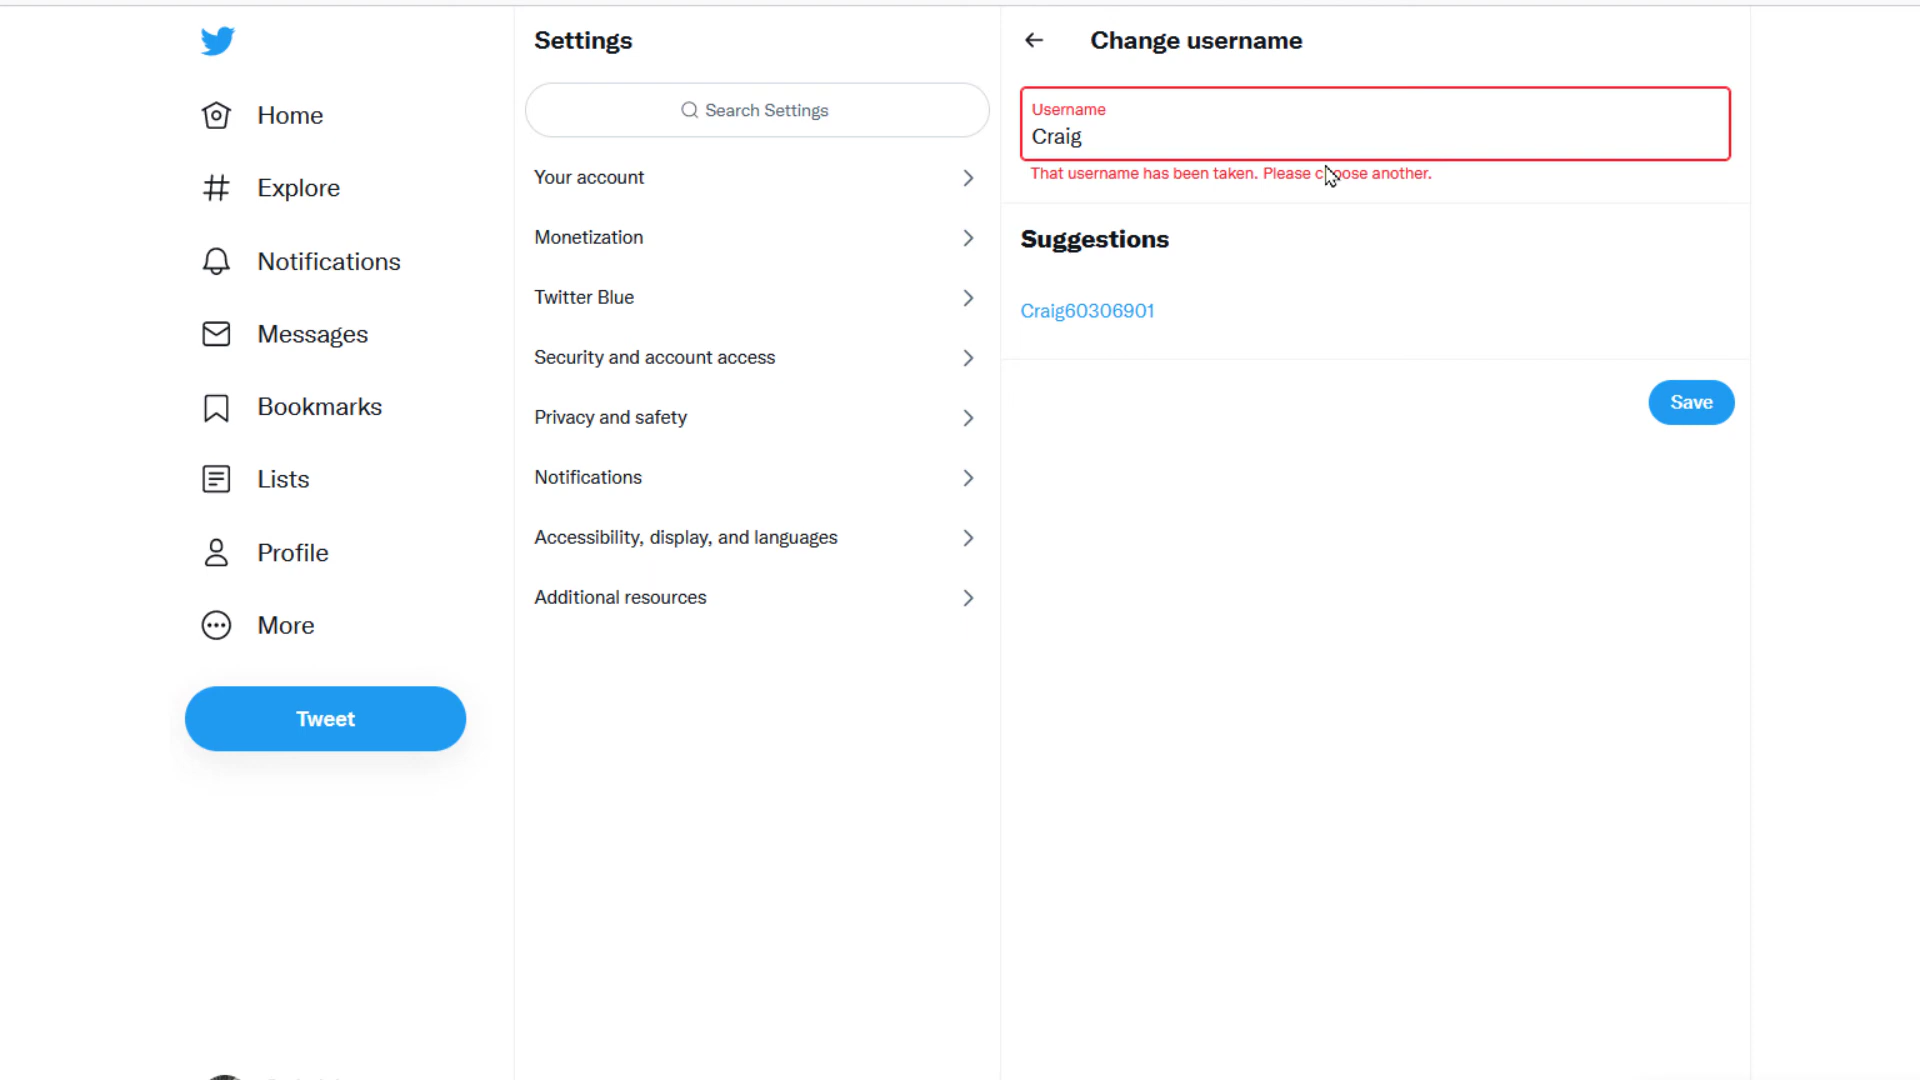 Settings
Change username
Search Settings
Username
Craig
That username has been taken. Please choose another.
Home
Explore
Notifications
Messages
Bookmarks
Lists
Profile
More
Tweet
Your account
Monetization
Twitter Blue
Security and account access
Privacy and safety
Notifications
Accessibility, display, and languages
Additional resources
Suggestions
Craig60306901
Save